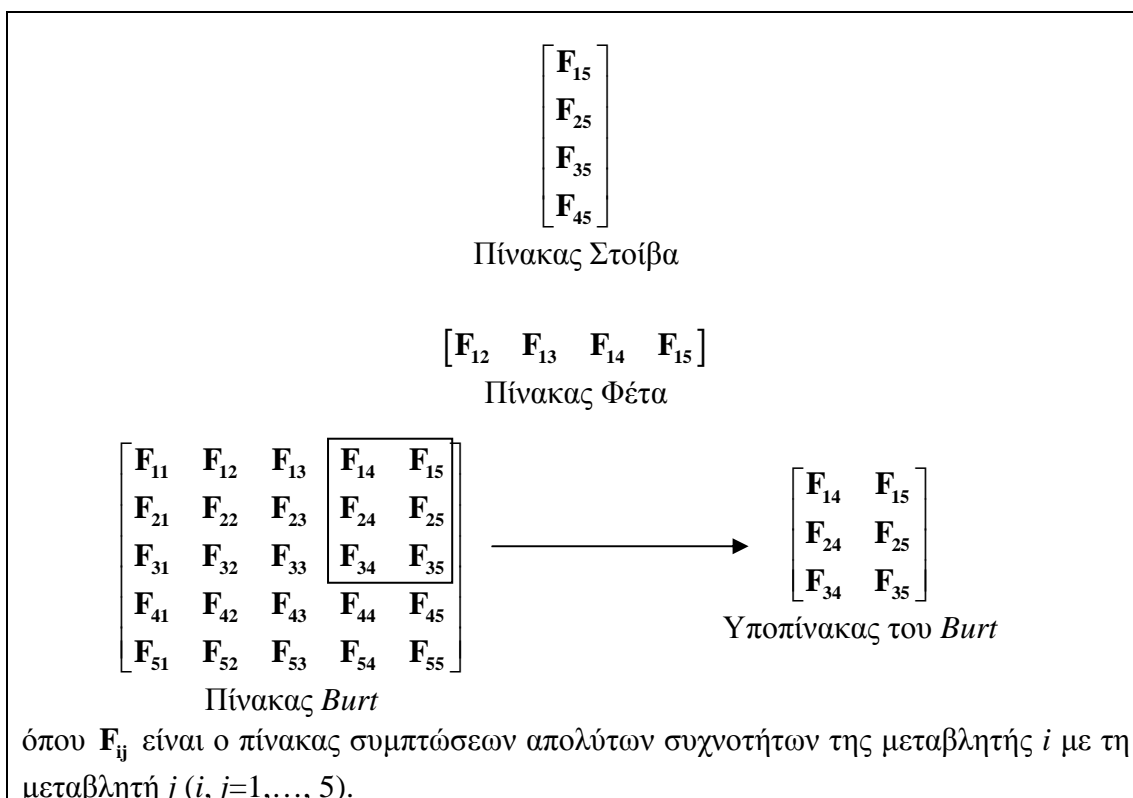 F15
F25
F35
F45
Πίνακας Στοίβα
[F12 F13 F14 F15]
Πίνακας Φέτα
F11 F12 F13 F14 F15
F21 F22 F23 F24 F25
F31 F32 F33 F34 F35
F41 F42 F43 F44 F45
F51 F52 F53 F54 F55
Πίνακας Burt
F14 F15
F24 F25
F34 F35
Υποπίνακας του Burt
όπου Fij είναι ο πίνακας συμπτώσεων απολύτων συχνοτήτων της μεταβλητής i με τη
μεταβλητή j (i, j=1,…, 5).